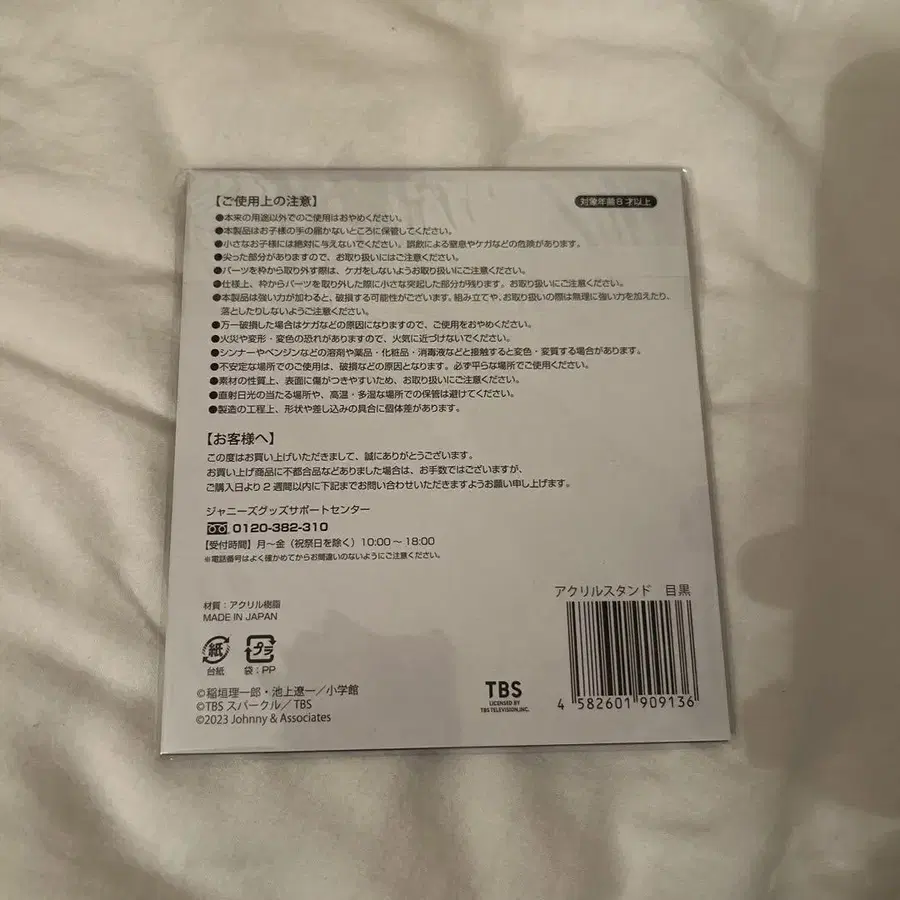 【ご使用上の注意】
対象年齢8才以上
●本来の用途以外でのご使用はおやめください。
●本製品はお子様の手の届かないところに保管してください。
●小さなお子様には絶対に与えないでください。誤飲による窒息やケガなどの危険があります。
●尖った部分がありますので、お取り扱いにはご注意ください。
●パーツを枠から取り外す際は、ケガをしないようお取り扱いにご注意ください。
●仕様上、枠からパーツを取り外した際に小さな突起した部分が残ります。お取り扱いにご注意ください。
●本製品は強い力が加わると、破損する可能性がございます。組み立てや、お取り扱いの際は無理に強い力を加えたり、
落としたりしないようご注意ください。
●万一破損した場合はケガなどの原因になりますので、ご使用をおやめください。
●火災や変形・変色の恐れがありますので、火気に近づけないでください。
●シンナーやベンジンなどの溶剤や薬品・化粧品・消毒液などと接触すると変色・変質する場合があります。
●不安定な場所でのご使用は、破損などの原因となります。必ず平らな場所でご使用ください。
●素材の性質上、表面に傷がつきやすいため、お取り扱いにご注意ください。
●直射日光の当たる場所や、高温・多湿な場所での保管は避けてください。
●製造の工程上、形状や差し込みの具合に個体差があります。
【お客様へ】
この度はお買い上げいただきまして、誠にありがとうございます。
お買い上げ商品に不都合品などありました場合は、お手数ではございますが、
ご購入日より2週間以内に下記までお問い合わせいただきますようお願い申し上げます。
ジャニーズグッズサポートセンター
0120-382-310
【受付時間】月～金（祝祭日を除く）10:00～18:00
※電話番号はよく確かめてからお間違いのないようにご注意ください。
アクリルスタンド 目黒
材質：アクリル樹脂
MADE IN JAPAN
紙 プラ
台紙 袋：PP
©稲垣理一郎・池上遼一／小学館
©TBSスパークル／TBS
©2023 Johnny & Associates
TBS
LICENSED BY
TBS TELEVISION,INC.
4 582601 909136